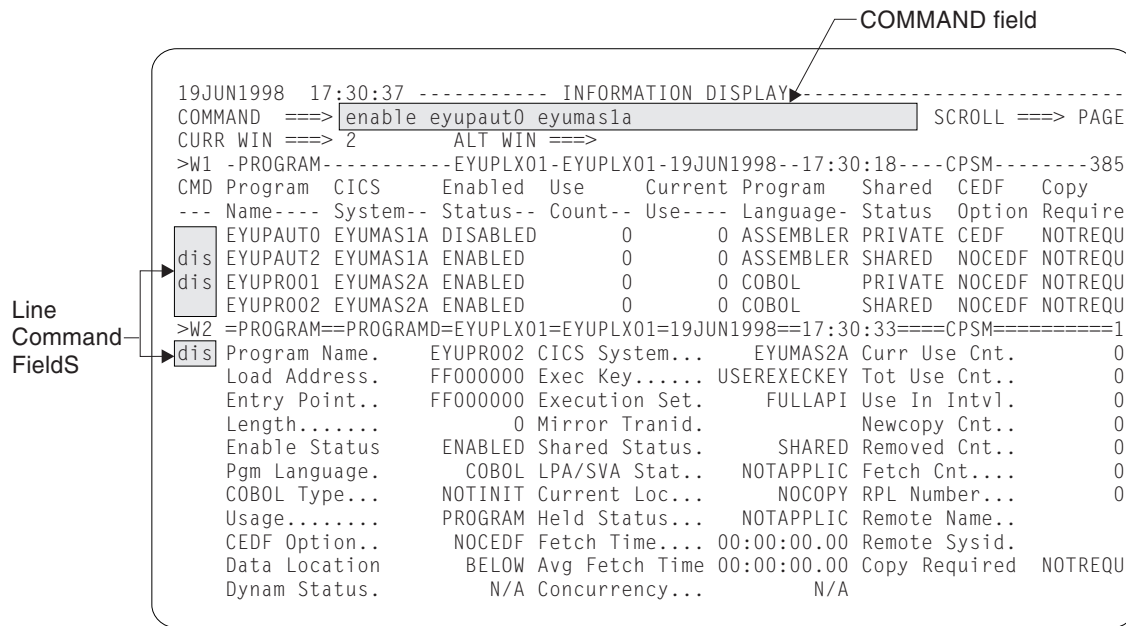 COMMAND field
19JUN1998  17:30:37 ----------- INFORMATION DISPLAY----------------------------
COMMAND  ===> enable eyupaut0 eyumas1a                          SCROLL ===> PAGE
CURR WIN ===> 2          ALT WIN ===>
>W1 -PROGRAM-----------EYUPLX01-EYUPLX01-19JUN1998--17:30:18----CPSM--------385
CMD Program  CICS     Enabled  Use      Current Program   Shared  CEDF   Copy
--- Name---- System-- Status-- Count-- Use---- Language- Status  Option Require
    EYUPAUT0 EYUMAS1A DISABLED       0       0 ASSEMBLER PRIVATE CEDF   NOTREQU
dis EYUPAUT2 EYUMAS1A ENABLED        0       0 ASSEMBLER SHARED  NOCEDF NOTREQU
dis EYUPRO01 EYUMAS2A ENABLED        0       0 COBOL     PRIVATE NOCEDF NOTREQU
    EYUPRO02 EYUMAS2A ENABLED        0       0 COBOL     SHARED  NOCEDF NOTREQU
Line
Command
FieldS
>W2 =PROGRAM==PROGRAMD=EYUPLX01=EYUPLX01=19JUN1998==17:30:33====CPSM==========1
dis Program Name.    EYUPRO02 CICS System...    EYUMAS2A Curr Use Cnt.        0
    Load Address.    FF000000 Exec Key...... USEREXECKEY Tot Use Cnt..        0
    Entry Point..    FF000000 Execution Set.     FULLAPI Use In Intvl.        0
    Length.......           0 Mirror Tranid.             Newcopy Cnt..        0
    Enable Status     ENABLED Shared Status.      SHARED Removed Cnt..        0
    Pgm Language.       COBOL LPA/SVA Stat..   NOTAPPLIC Fetch Cnt....        0
    COBOL Type...     NOTINIT Current Loc...      NOCOPY RPL Number...        0
    Usage........     PROGRAM Held Status...   NOTAPPLIC Remote Name..
    CEDF Option..      NOCEDF Fetch Time.... 00:00:00.00 Remote Sysid.
    Data Location       BELOW Avg Fetch Time 00:00:00.00 Copy Required  NOTREQU
    Dynam Status.         N/A Concurrency...         N/A